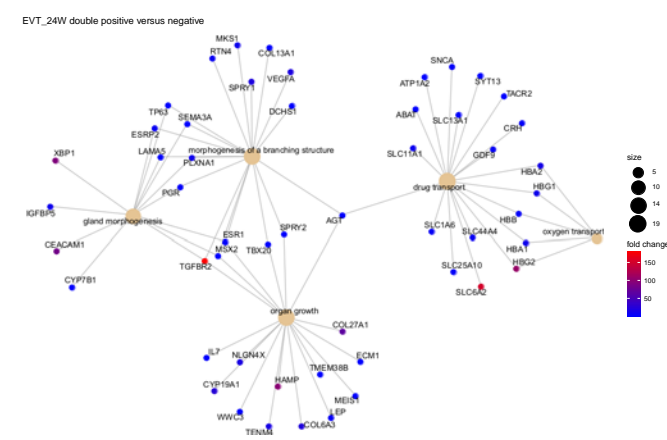 EVT_24W double positive versus negative
MKS1
RTN4
COL13A1
SPRY1
VEGFA
DCHS1
TP63
SEMA3A
ESRP2
LAMA5
PLXNA1
morphogenesis of a branching structure
XBP1
PGR
IGFBP5
gland morphogenesis
CEACAM1
CYP7B1
ESR1
MSX2
TGFBR2
TBX20
SPRY2
AGT
SNCA
ATP1A2
SYT13
TACR2
ABAT
SLC13A1
CRH
SLC11A1
GDF9
HBA2
drug transport
HBG1
HBB
SLC1A6
SLC44A4
oxygen transport
HBA1
HBG2
SLC25A10
SLC6A2
organ growth
COL27A1
IL7
NLGN4X
ECM1
TMEM38B
CYP19A1
HAMP
MEIS1
LEP
WWC3
COL6A3
TENM4
size
5
10
14
19
fold change
150
100
50